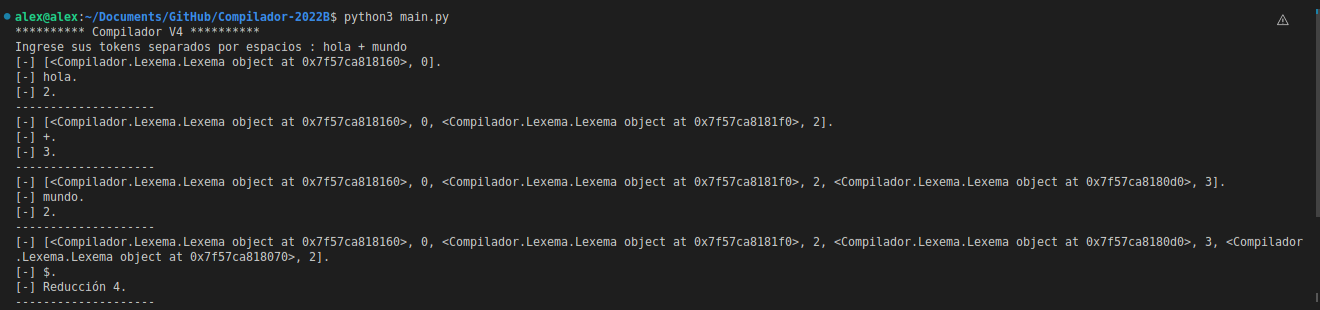 alex@alex:~/Documents/GitHub/Compilador-2022B$ python3 main.py
********** Compilador V4 **********
Ingrese sus tokens separados por espacios : hola + mundo
[-] [<Compilador.Lexema.Lexema object at 0x7f57ca818160>, 0].
[-] hola.
[-] 2.
--------------------
[-] [<Compilador.Lexema.Lexema object at 0x7f57ca818160>, 0, <Compilador.Lexema.Lexema object at 0x7f57ca8181f0>, 2].
[-] +.
[-] 3.
--------------------
[-] [<Compilador.Lexema.Lexema object at 0x7f57ca818160>, 0, <Compilador.Lexema.Lexema object at 0x7f57ca8181f0>, 2, <Compilador.Lexema.Lexema object at 0x7f57ca8180d0>, 3].
[-] mundo.
[-] 2.
--------------------
[-] [<Compilador.Lexema.Lexema object at 0x7f57ca818160>, 0, <Compilador.Lexema.Lexema object at 0x7f57ca8181f0>, 2, <Compilador.Lexema.Lexema object at 0x7f57ca8180d0>, 3, <Compilador
.Lexema.Lexema object at 0x7f57ca818070>, 2].
[-] $.
[-] Reducción 4.
--------------------